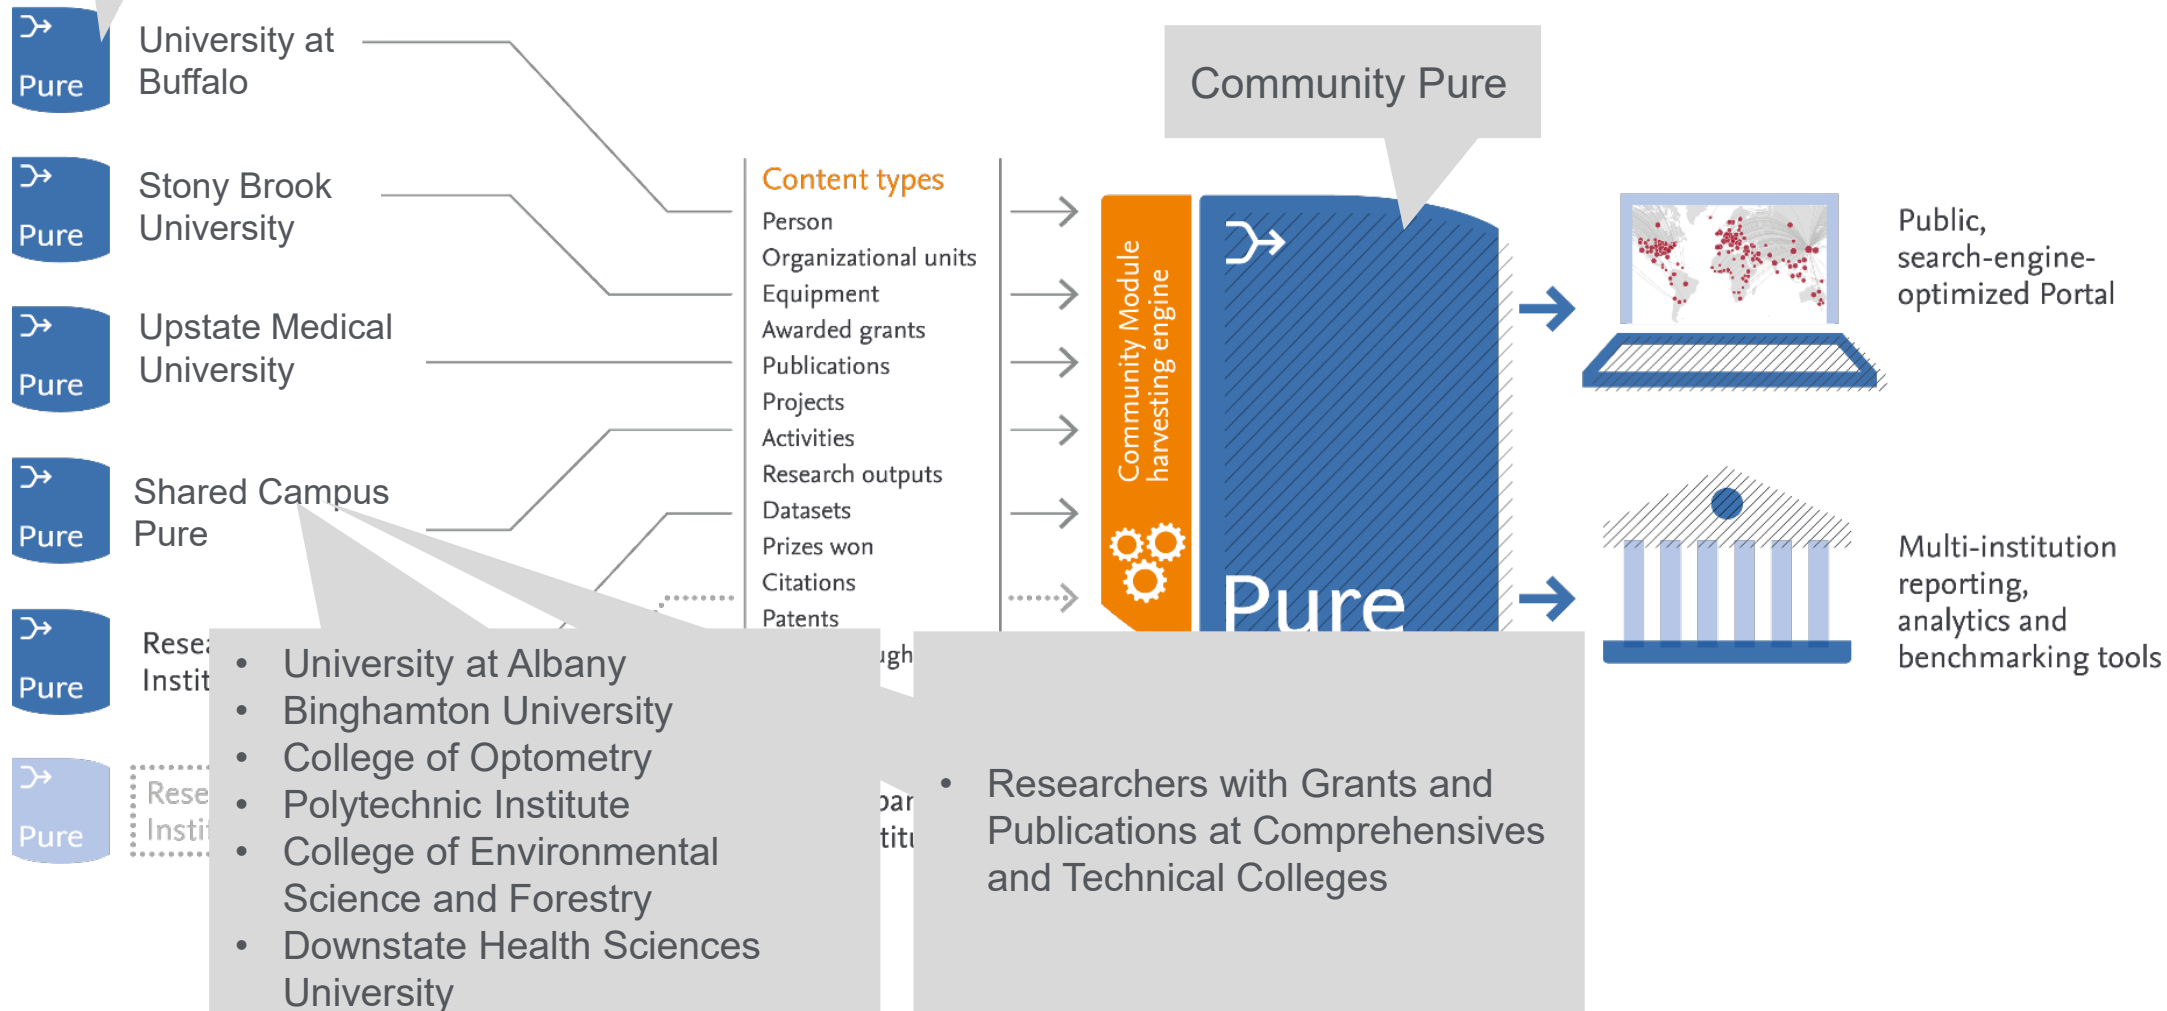 Pure
University at
Buffalo
Pure
Stony Brook
University
Pure
Upstate Medical
University
Pure
Shared Campus
Pure
Pure
Pure
Content types
Person
Organizational units
Equipment
Awarded grants
Publications
Projects
Activities
Research outputs
Datasets
Prizes won
Citations
Patents
Community Module
harvesting engine
Community Pure
Pure
Public,
search-engine-
optimized Portal
Multi-institution
reporting,
analytics and
benchmarking tools
• University at Albany
• Binghamton University
• College of Optometry
• Polytechnic Institute
• College of Environmental
Science and Forestry
• Downstate Health Sciences
University
• Researchers with Grants and
Publications at Comprehensives
and Technical Colleges